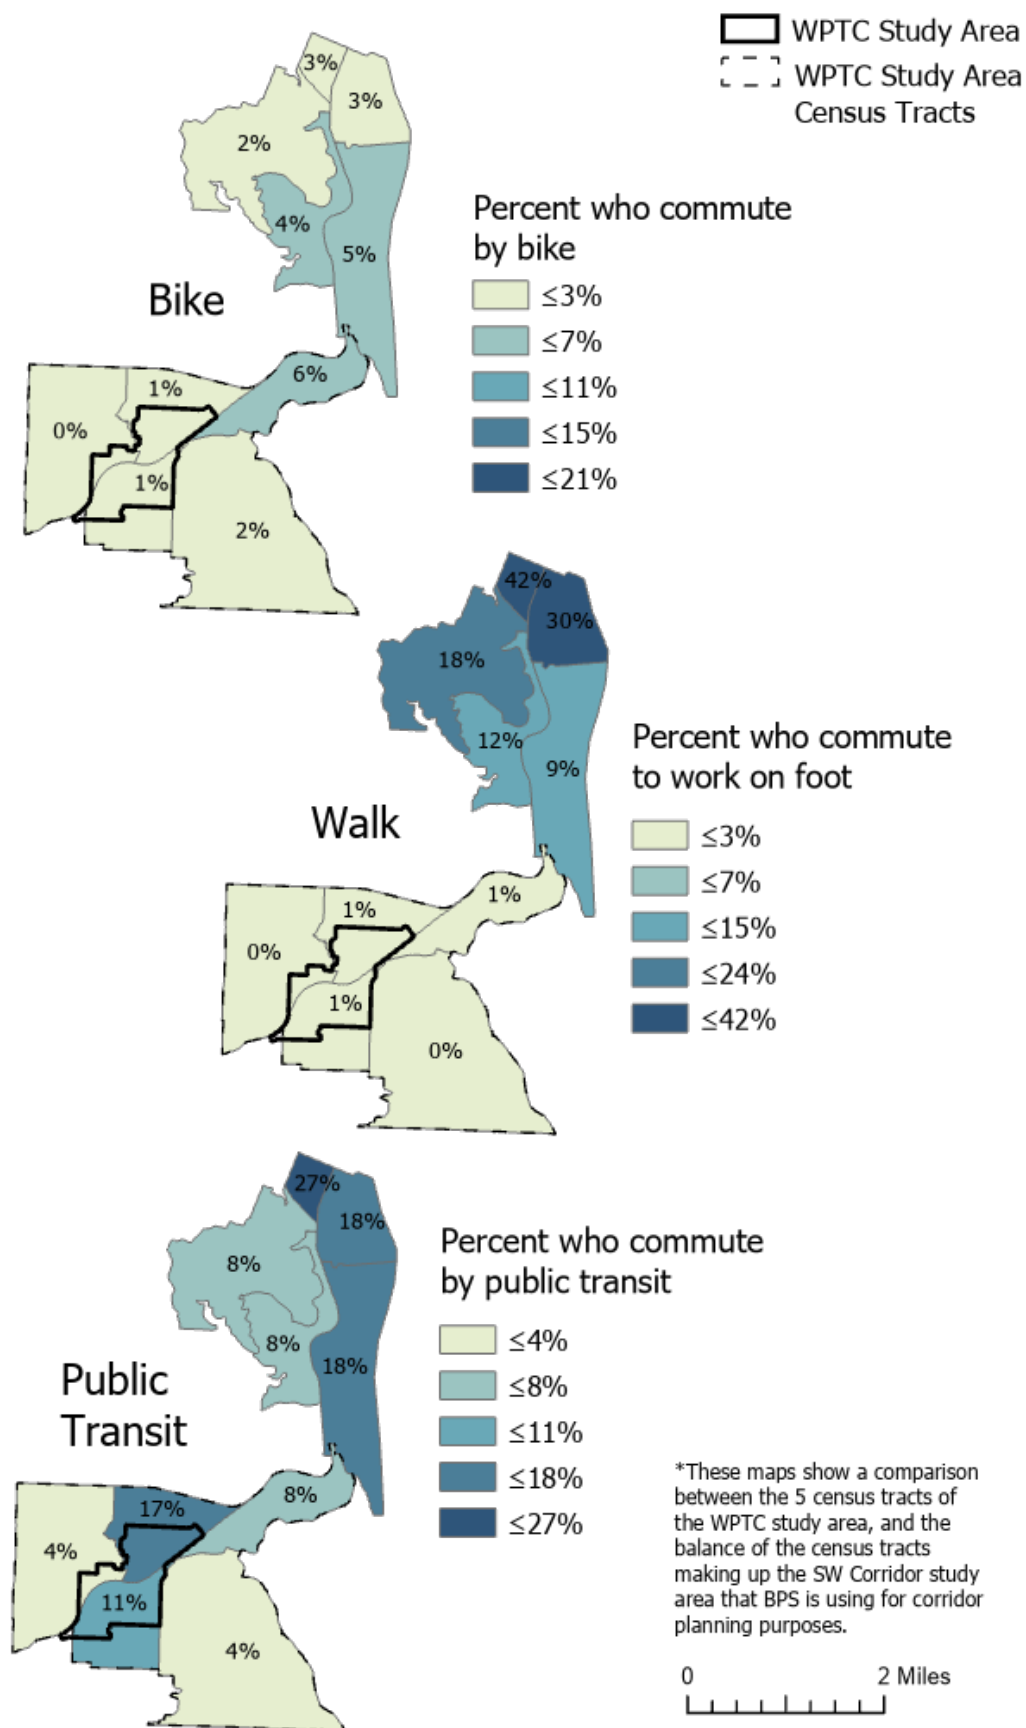 WPTC Study Area
WPTC Study Area
Census Tracts
3%
3%
2%
4%
5%
Bike
6%
1%
0%
1%
2%
Percent who commute
by bike
≤3%
≤7%
≤11%
≤15%
≤21%
42%
30%
18%
12%
9%
Walk
1%
1%
0%
1%
0%
Percent who commute
to work on foot
≤3%
≤7%
≤15%
≤24%
≤42%
27%
18%
8%
8%
18%
Public
Transit
8%
17%
4%
11%
4%
Percent who commute
by public transit
≤4%
≤8%
≤11%
≤18%
≤27%
*These maps show a comparison
between the 5 census tracts of
the WPTC study area, and the
balance of the census tracts
making up the SW Corridor study
area that BPS is using for corridor
planning purposes.
0 2 Miles